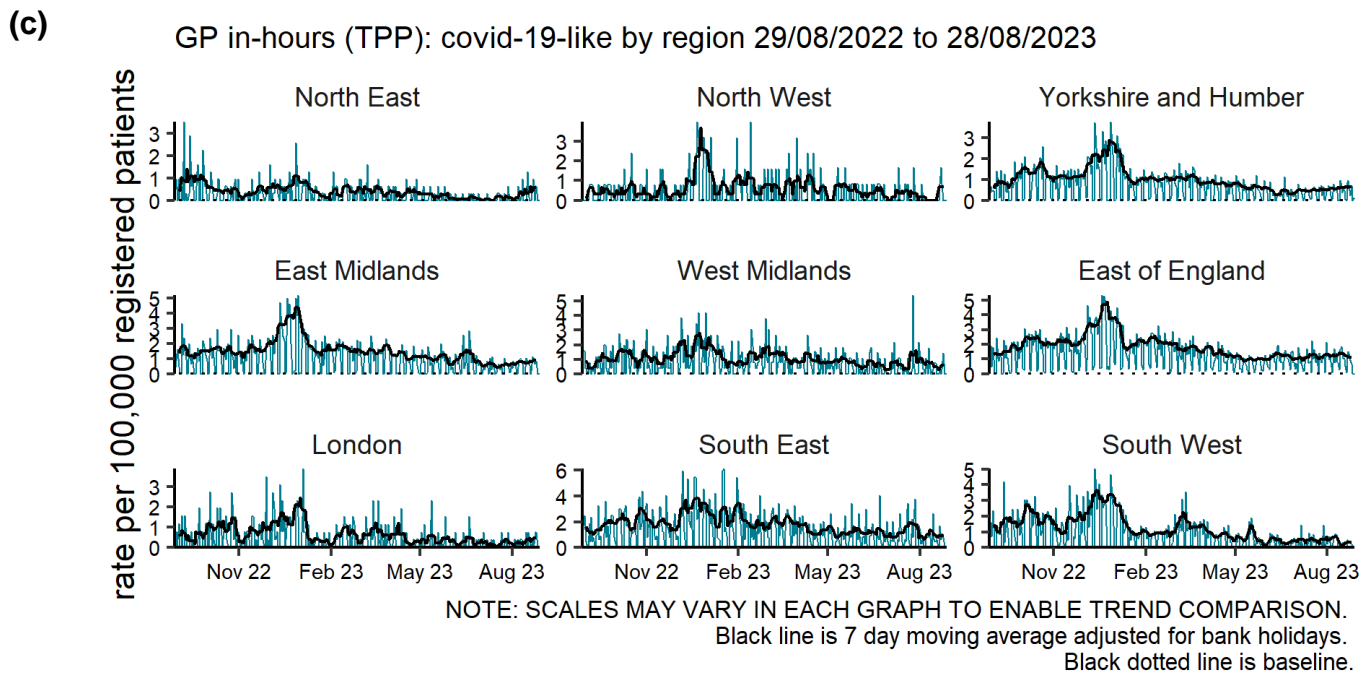 (c)
GP in-hours (TPP): covid-19-like by region 29/08/2022 to 28/08/2023
rate per 100,000 registered patients
North East
3
2
1
0
North West
3
2
1
0
Yorkshire and Humber
3
2
1
0
East Midlands
5
4
3
2
1
0
West Midlands
5
4
3
2
1
0
East of England
5
4
3
2
1
0
London
3
2
1
0
Nov 22 Feb 23 May 23 Aug 23
South East
6
4
2
0
Nov 22 Feb 23 May 23 Aug 23
South West
5
4
3
2
1
0
Nov 22 Feb 23 May 23 Aug 23
NOTE: SCALES MAY VARY IN EACH GRAPH TO ENABLE TREND COMPARISON.
Black line is 7 day moving average adjusted for bank holidays.
Black dotted line is baseline.